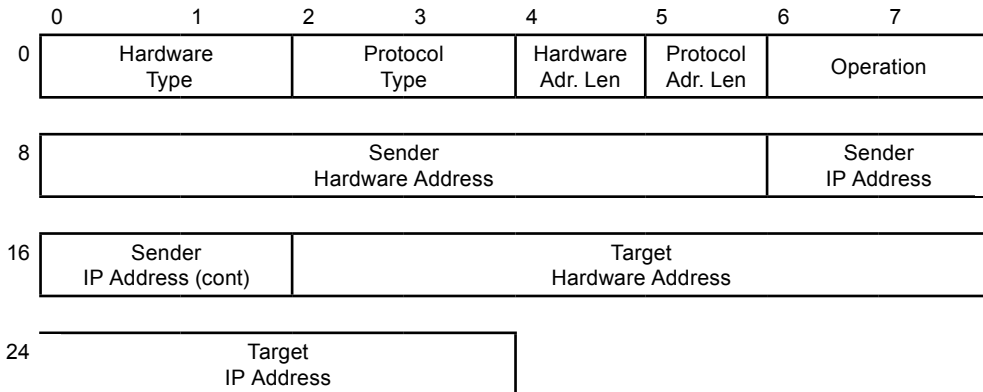 0 1 2 3 4 5 6 7
0 Hardware Protocol Hardware Protocol Operation
Type Type Adr. Len Adr. Len
8 Sender Sender
Hardware Address IP Address
16 Sender Target
IP Address (cont) Hardware Address
24 Target
IP Address